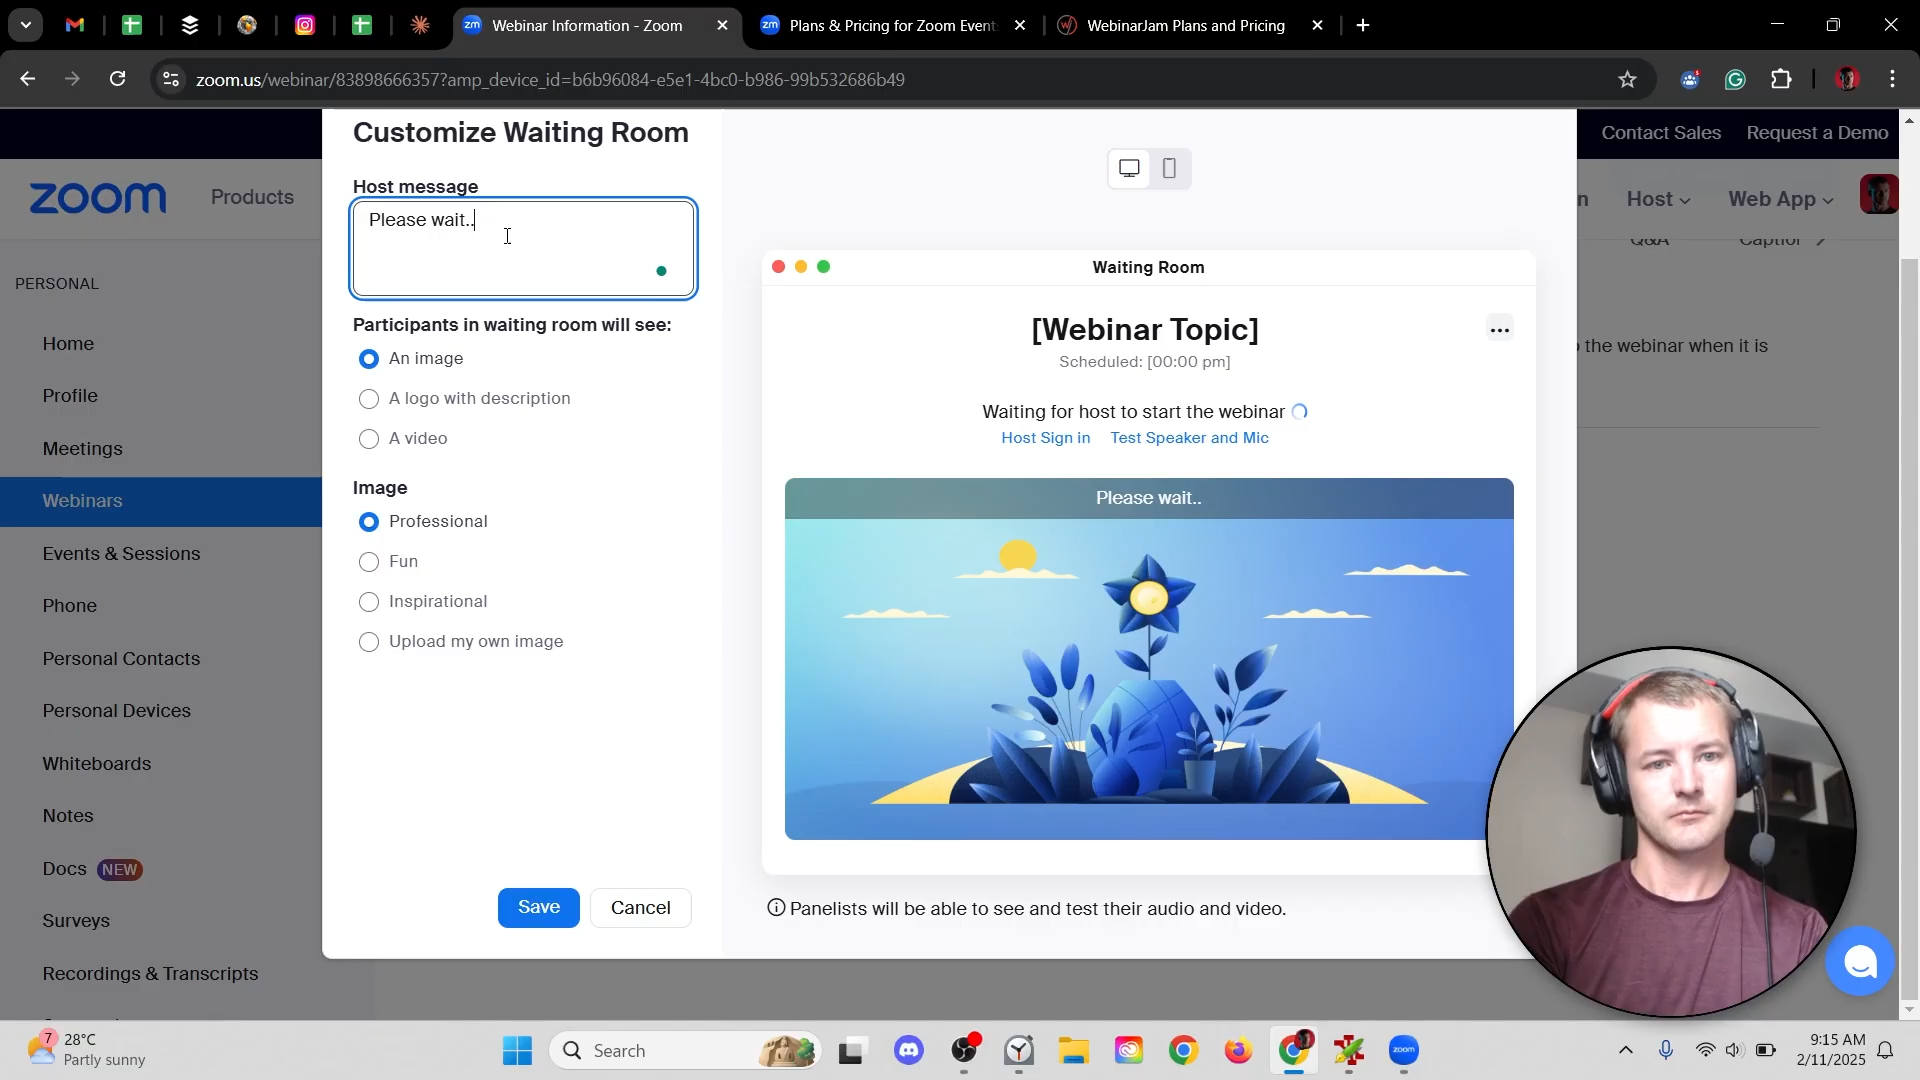 Webinar Information - Zoom
Plans & Pricing for Zoom Event
WebinarJam Plans and Pricing
zoom.us/webinar/83898666357?amp_device_id=b6b96084-e5e1-4bc0-b986-99b532686b49
Contact Sales
Request a Demo
zoom
Products
Host
Web App
PERSONAL
Home
Profile
Meetings
Webinars
Events & Sessions
Phone
Personal Contacts
Personal Devices
Whiteboards
Notes
Docs NEW
Surveys
Recordings & Transcripts
Customize Waiting Room
Host message
Please wait..
Participants in waiting room will see:
An image
A logo with description
A video
Image
Professional
Fun
Inspirational
Upload my own image
Save
Cancel
Waiting Room
[Webinar Topic]
Scheduled: [00:00 pm]
Waiting for host to start the webinar
Host Sign in
Test Speaker and Mic
Please wait..
Panelists will be able to see and test their audio and video.
Q&A
the webinar when it is
7
28°C
Partly sunny
Search
zoom
9:15 AM
2/11/2025